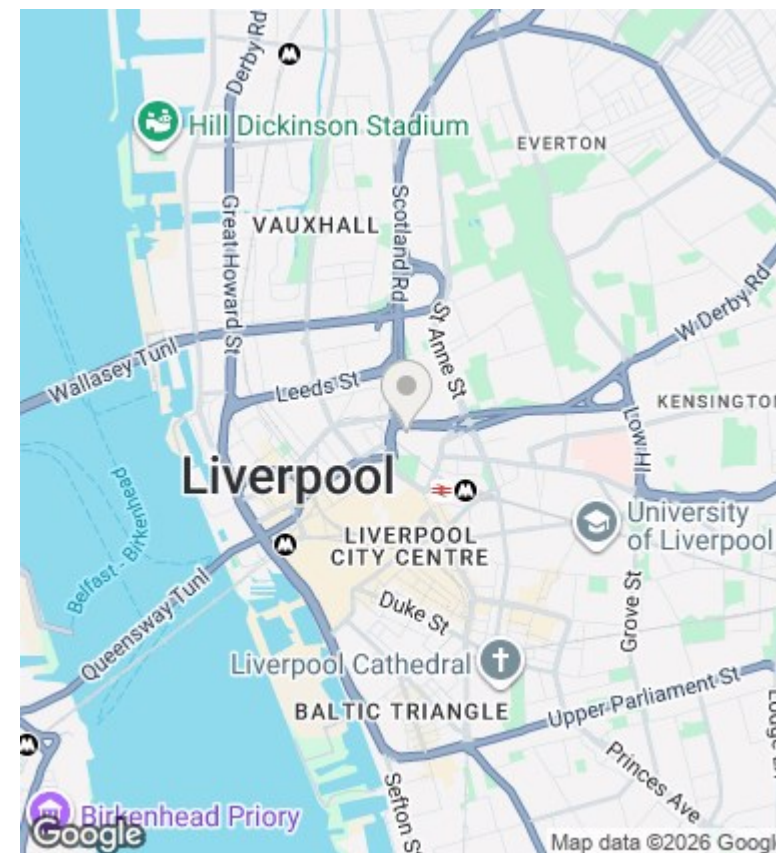 Derby Rd
Hill Dickinson Stadium
EVERTON
Great Howard St
VAUXHALL
Scotland Rd
St Anne St
W Derby Rd
Wallasey Tunl
Leeds St
KENSINGTON
Low Hl
Liverpool
Belfast - Birkenhead
University
of Liverpool
LIVERPOOL
CITY CENTRE
Queensway Tunl
Duke St
Grove St
Liverpool Cathedral
BALTIC TRIANGLE
Upper Parliament St
Princes Ave
Sefton St
Birkenhead Priory
Google
Map data ©2026 Googl